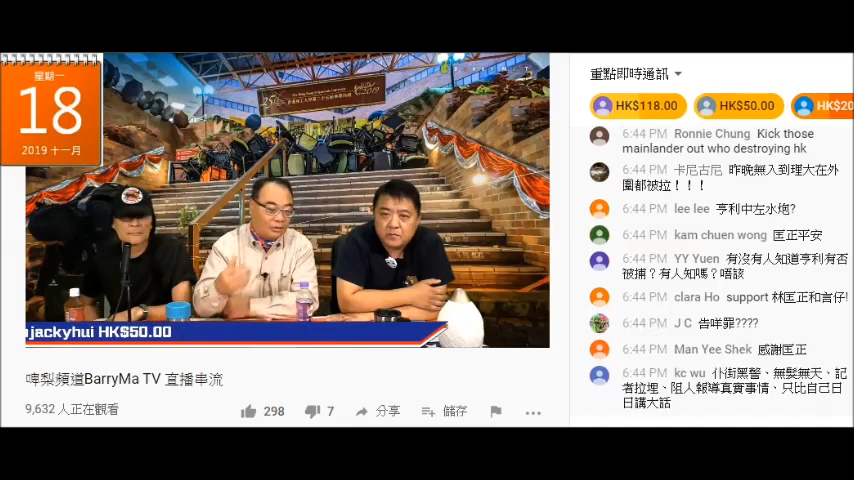 星期一
18
2019 十一月
25th
The Hong Kong Polytechnic University
2019
jackyhui HK$50.00
啤梨頻道BarryMa TV 直播串流
9,632 人正在觀看
298
7
分享
儲存
重點即時通訊
HK$118.00
HK$50.00
HK$20
6:44 PM Ronnie Chung Kick those
mainlander out who destroying hk
6:44 PM 卡尼古尼 昨晚無入到理大在外
圍都被拉！！！
6:44 PM lee lee 亨利中左水炮?
6:44 PM kam chuen wong 匡正平安
6:44 PM YY Yuen 有沒有人知道亨利有否
被捕？有人知嗎？唔該
6:44 PM clara Ho support 林匡正和言仔!
6:44 PM J C 告咩罪????
6:44 PM Man Yee Shek 感謝匡正
6:44 PM kc wu 仆街黑警、無髮無天、記
者拉埋、阻人報導真實事情、只比自己日
日講大話